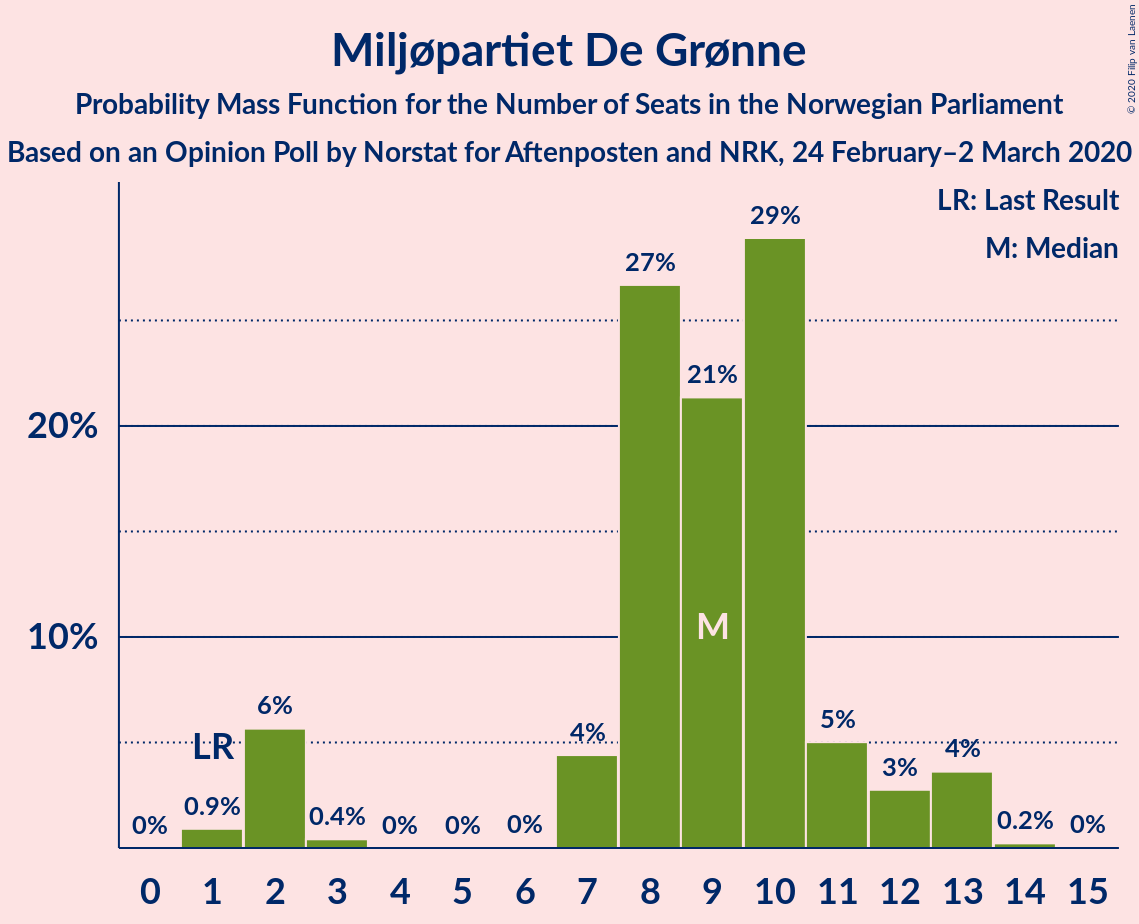 Miljøpartiet De Grønne
Probability Mass Function for the Number of Seats in the Norwegian Parliament
Based on an Opinion Poll by Norstat for Aftenposten and NRK, 24 February–2 March 2020
© 2020 Filip van Laenen
LR: Last Result
M: Median
29%
27%
21%
20%
M
10%
6%
LR
4%
5%
4%
3%
0%
0.9%
0.4%
0%
0%
0%
0.2%
0%
0 1 2 3 4 5 6 7 8 9 10 11 12 13 14 15